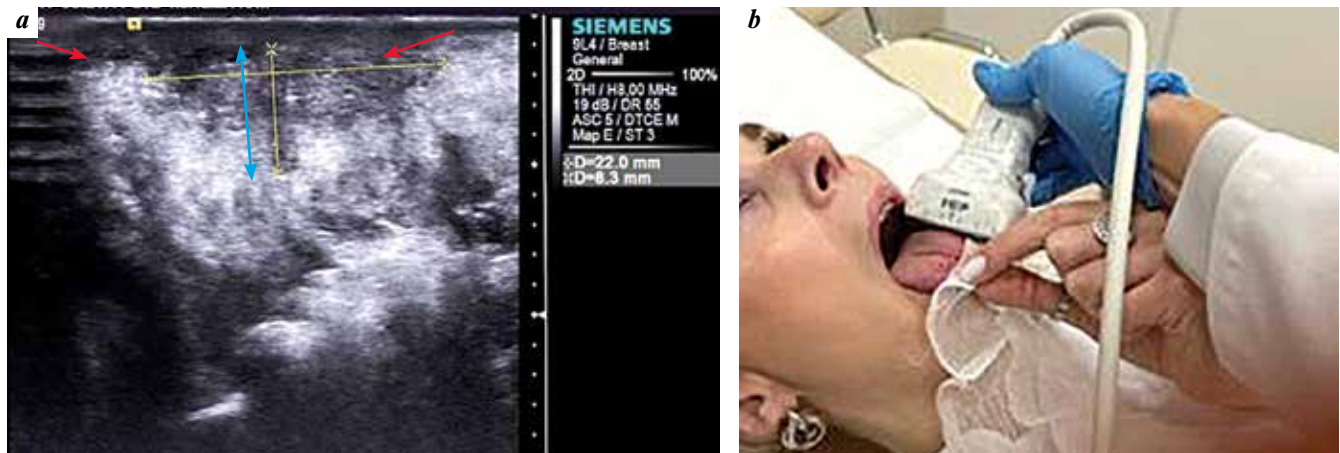 a
SIEMENS
9L4 / Breast
General
2D 100%
THI / H8,00 MHz
19 dB / DR 55
ASC 5 / DTCE M
Map E / ST 3
D=22.0 mm
D=8.3 mm
b